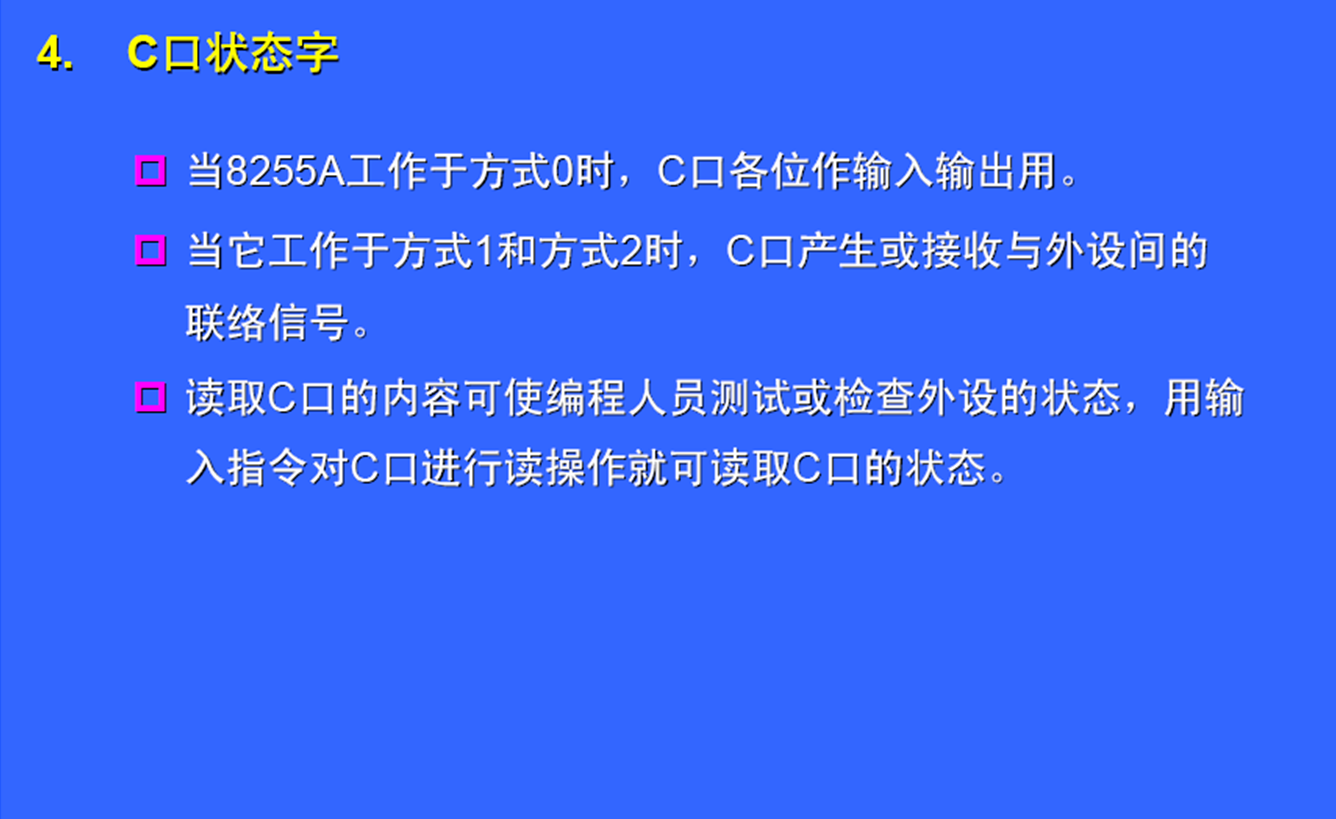 4. C口状态字
当8255A工作于方式0时，C口各位作输入输出用。
当它工作于方式1和方式2时，C口产生或接收与外设间的
联络信号。
读取C口的内容可使编程人员测试或检查外设的状态，用输
入指令对C口进行读操作就可读取C口的状态。